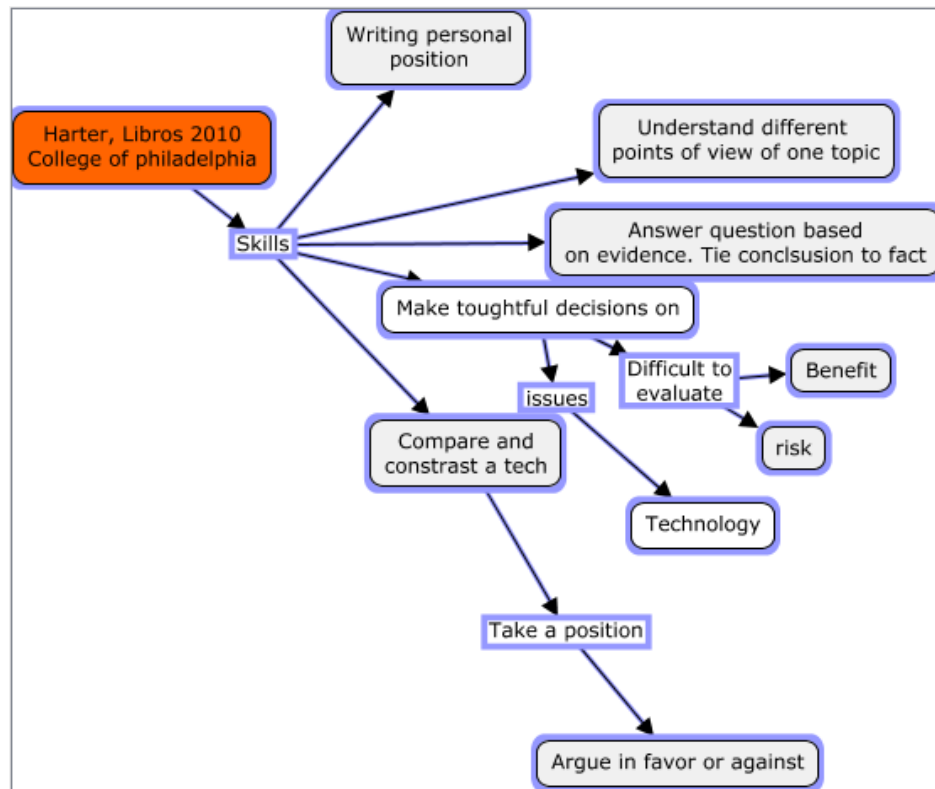 Writing personal
position
Harter, Libros 2010
College of philadelphia
Understand different
points of view of one topic
Skills
Answer question based
on evidence. Tie conclsusion to fact
Make toughtful decisions on
Difficult to
evaluate
Benefit
issues
Compare and
constrast a tech
risk
Technology
Take a position
Argue in favor or against